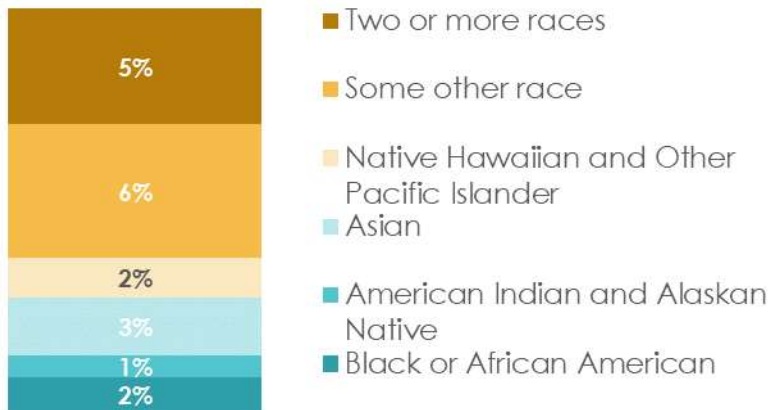 5%
6%
2%
3%
1%
2%
Two or more races
Some other race
Native Hawaiian and Other
Pacific Islander
Asian
American Indian and Alaskan
Native
Black or African American